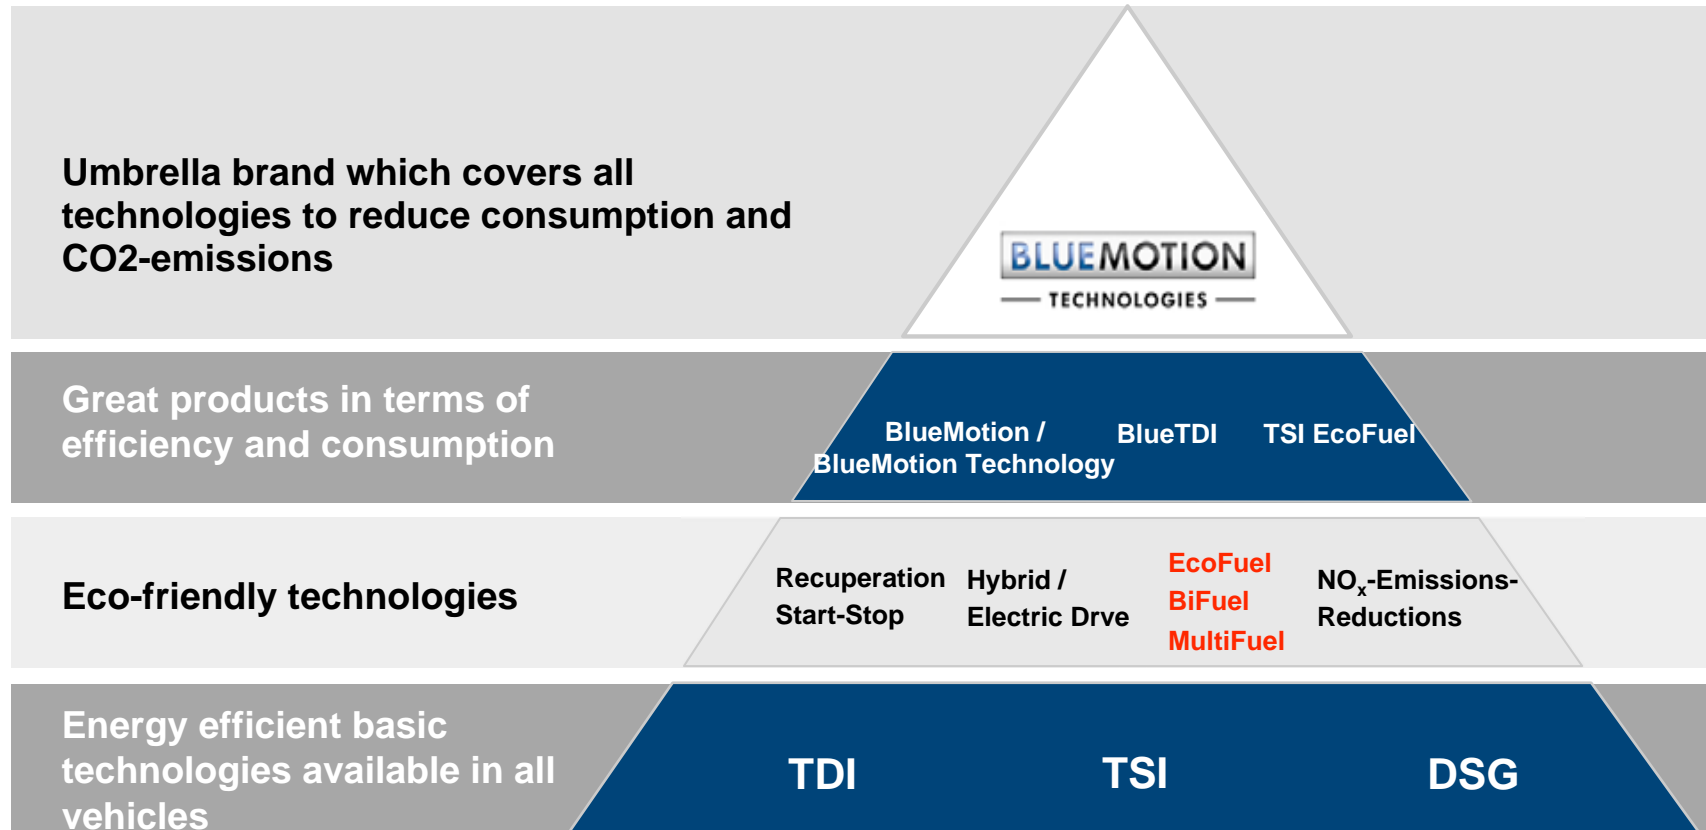 Umbrella brand which covers all
technologies to reduce consumption and
CO2-emissions
BLUEMOTION
TECHNOLOGIES
Great products in terms of
efficiency and consumption
BlueMotion /
BlueMotion Technology
BlueTDI
TSI EcoFuel
Eco-friendly technologies
Recuperation
Start-Stop
Hybrid /
Electric Drve
EcoFuel
BiFuel
MultiFuel
NOx-Emissions-
Reductions
Energy efficient basic
technologies available in all
vehicles
TDI
TSI
DSG